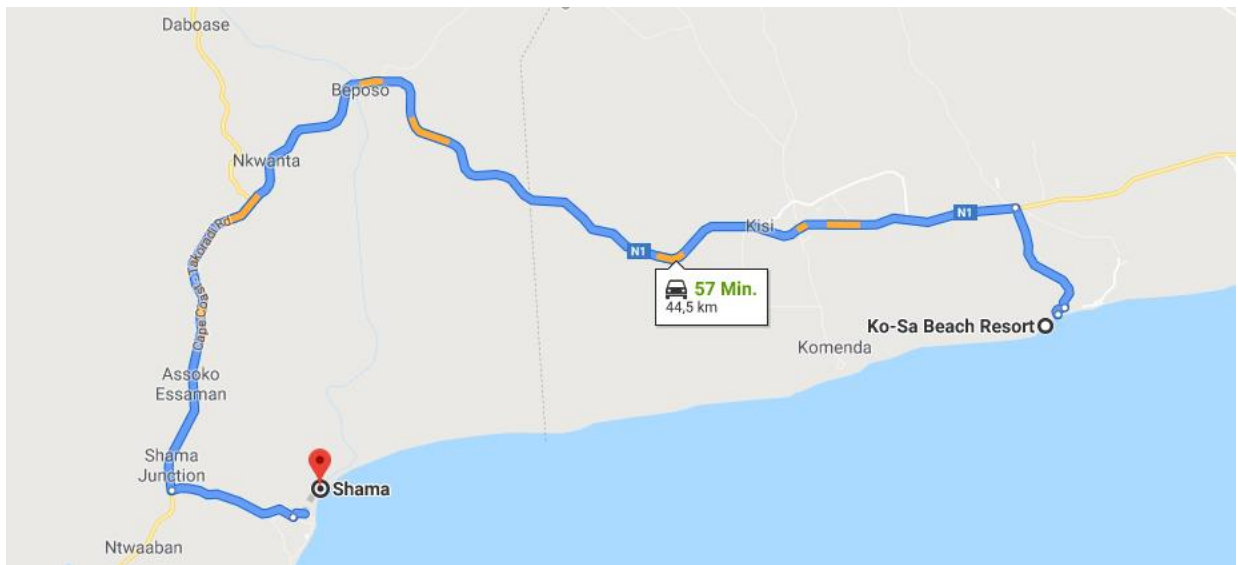 Daboase
Beposo
Nkwanta
Cape Coast-Takoradi Rd
N1
Kisi
N1
57 Min.
44,5 km
Ko-Sa Beach Resort
Komenda
Assoko
Essaman
Shama
Junction
Shama
Ntwaaban